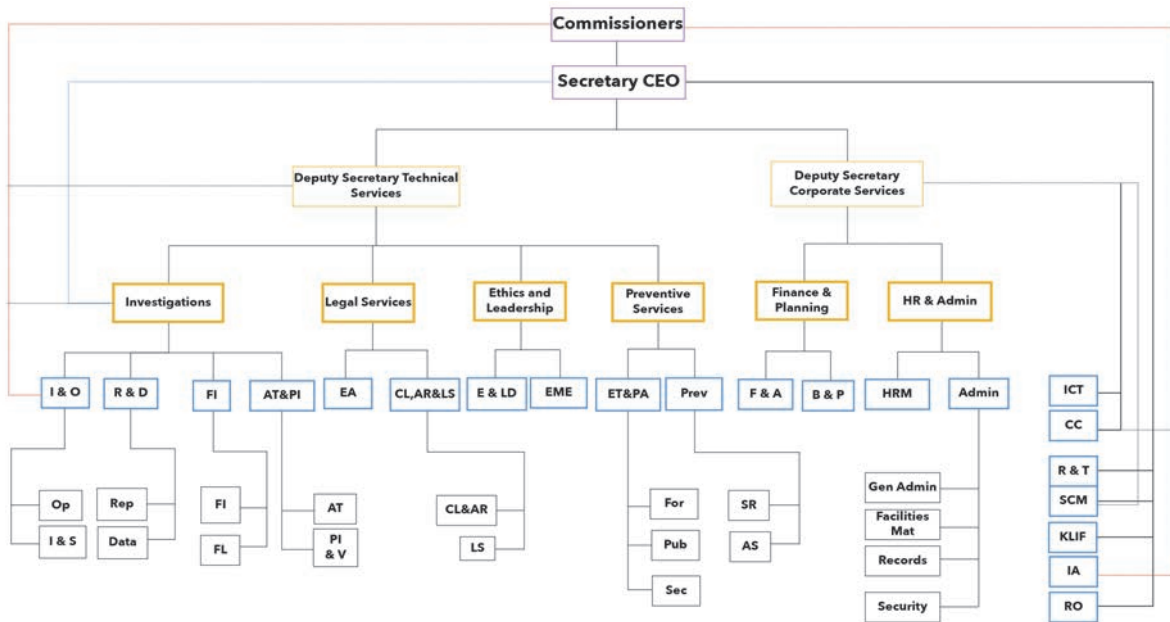 Commissioners
Secretary CEO
Deputy Secretary Technical
Services
Deputy Secretary
Corporate Services
Investigations
Legal Services
Ethics and
Leadership
Preventive
Services
Finance &
Planning
HR & Admin
I & O
R & D
FI
AT&PI
EA
CL,AR&LS
E & LD
EME
ET&PA
Prev
F & A
B & P
HRM
Admin
ICT
CC
R & T
SCM
KLIF
IA
RO
Op
I & S
Rep
Data
FI
FL
AT
PI
& V
CL&AR
LS
For
Pub
Sec
SR
AS
Gen Admin
Facilities
Mat
Records
Security